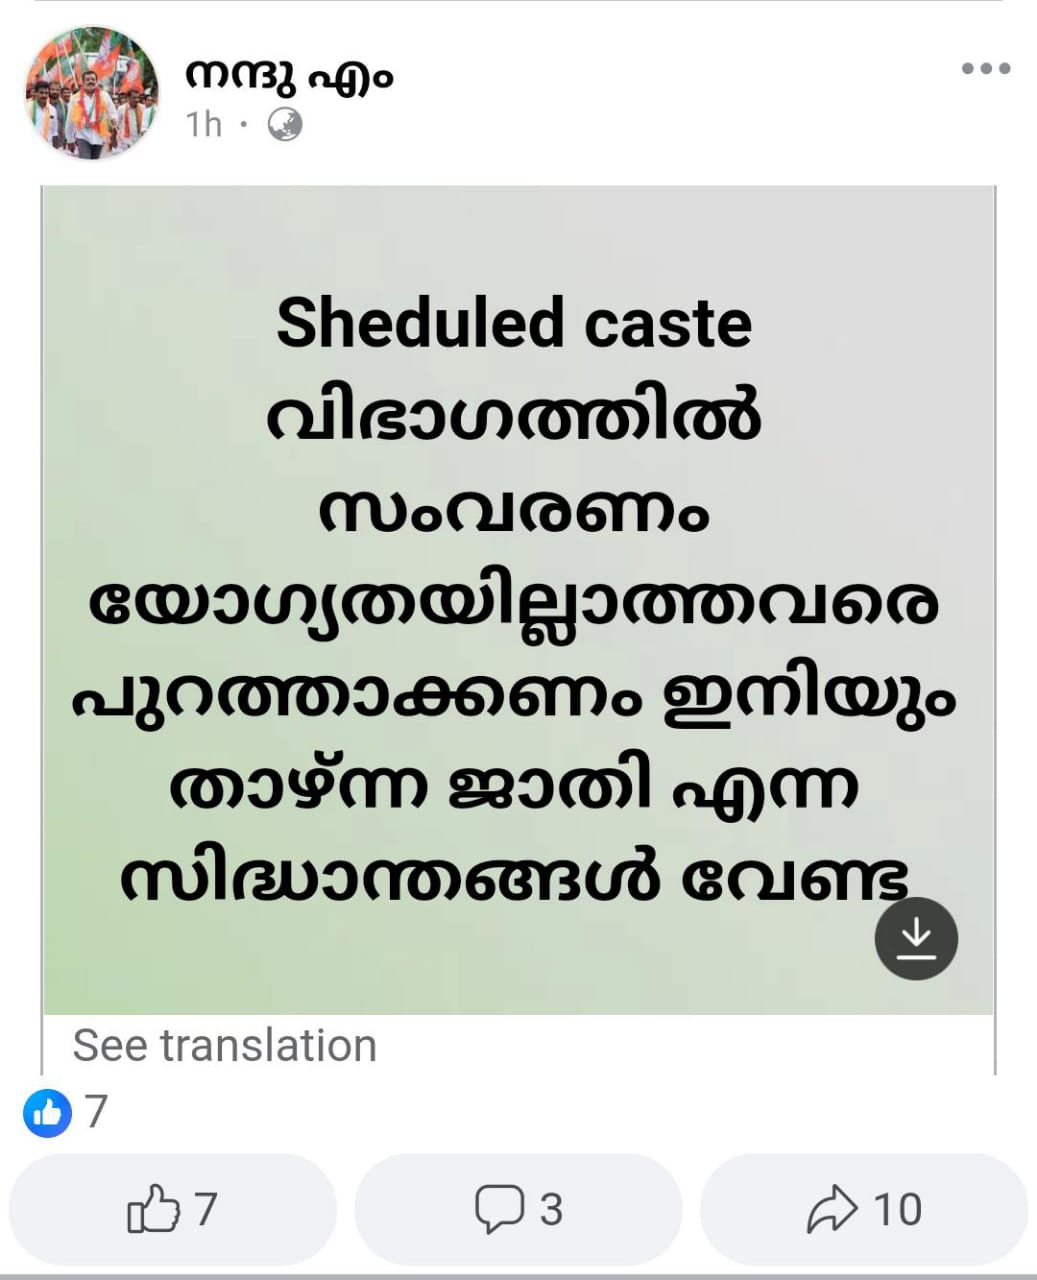 നന്ദു എം
1h ·
Sheduled caste
വിഭാഗത്തിൽ
സംവരണം
യോഗ്യതയില്ലാത്തവരെ
പുറത്താക്കണം ഇനിയും
താഴ്ന്ന ജാതി എന്ന
സിദ്ധാന്തങ്ങൾ വേണ്ട
See translation
7
7
3
10